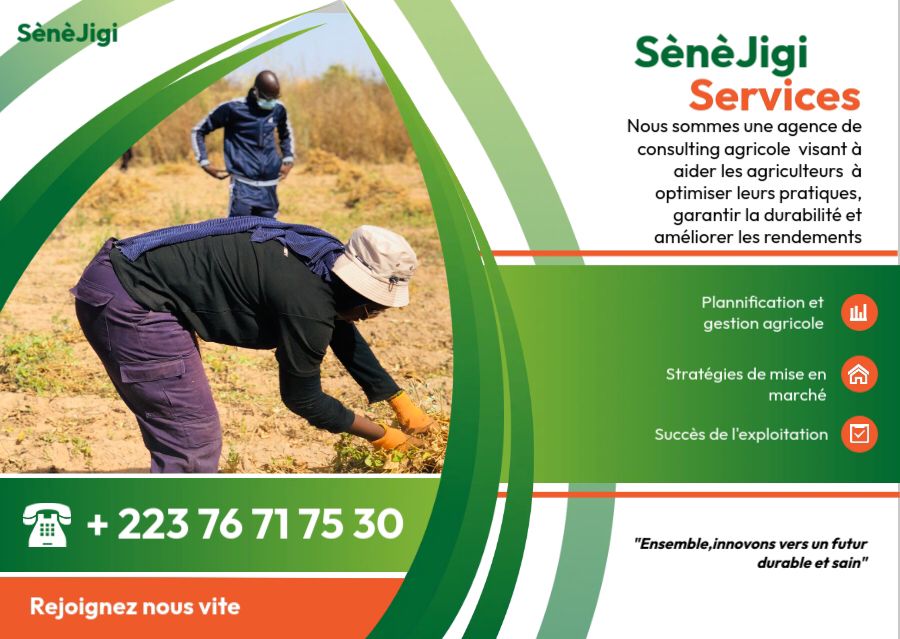 SènèJigi
SènèJigi
Services
Nous sommes une agence de
consulting agricole visant à
aider les agriculteurs à
optimiser leurs pratiques,
garantir la durabilité et
améliorer les rendements
Plannification et
gestion agricole
Stratégies de mise en
marché
Succès de l'exploitation
+ 223 76 71 75 30
"Ensemble,innovons vers un futur
durable et sain"
Rejoignez nous vite